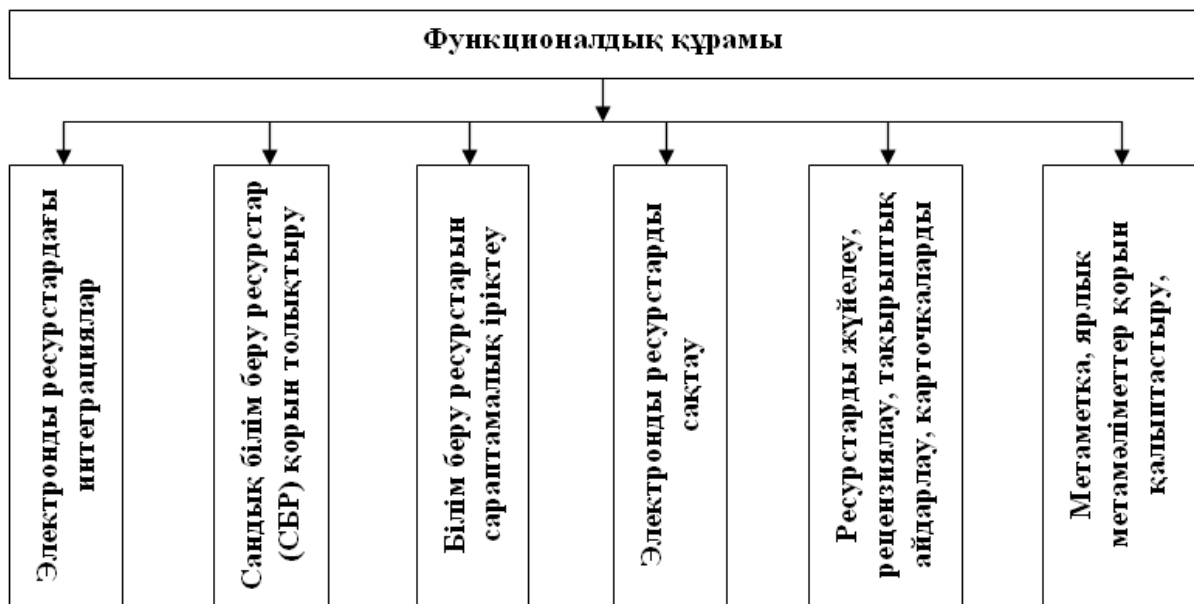 Функционалдық құрамы
Электронды ресурстардағы
интеграциялар
Сандық білім беру ресурстар
(СБР) қорын толықтыру
Білім беру ресурстарын
сараптамалық іріктеу
Электронды ресурстарды
сақтау
Ресурстарды жүйелеу,
рецензиялау, тақырыптық
айдарлау, карточкаларды
Метаметка, ярлык
метамәліметтер қорын
қалыптастыру,